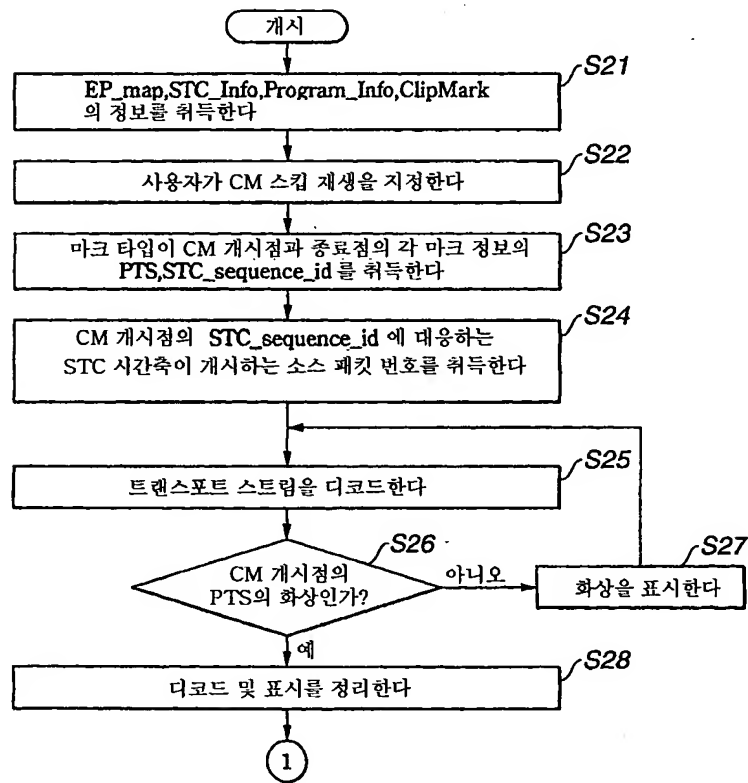 개시
S21
EP_map,STC_Info,Program_Info,ClipMark
의 정보를 취득한다
S22
사용자가 CM 스킵 재생을 지정한다
S23
마크 타입이 CM 개시점과 종료점의 각 마크 정보의
PTS,STC_sequence_id 를 취득한다
S24
CM 개시점의 STC_sequence_id 에 대응하는
STC 시간축이 개시하는 소스 패킷 번호를 취득한다
S25
트랜스포트 스트림을 디코드한다
S26
CM 개시점의
PTS의 화상인가?
아니오
S27
화상을 표시한다
예
S28
디코드 및 표시를 정리한다
1